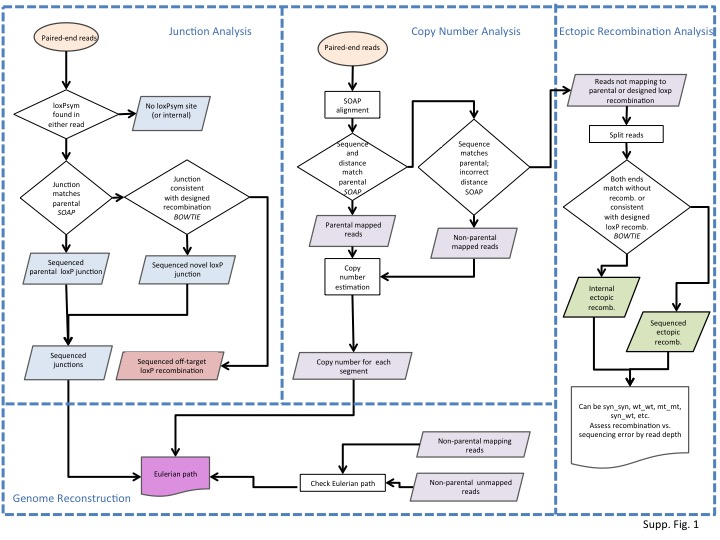 Junction Analysis
Paired-end reads
loxPsym
found in
either read
No loxPsym site
(or internal)
Junction
matches
parental
SOAP
Junction
consistent
with designed
recombination
BOWTIE
Sequenced
parental loxP junction
Sequenced novel loxP
junction
Sequenced
junctions
Sequenced off-target
loxP recombination
Copy Number Analysis
Paired-end reads
SOAP
alignment
Sequence
and
distance
match
parental
SOAP
Sequence
matches
parental;
incorrect
distance
SOAP
Parental mapped
reads
Non-parental
mapped reads
Copy
number
estimation
Copy number for each
segment
Ectopic Recombination Analysis
Reads not mapping to
parental or designed loxp
recombination
Split reads
Both ends
match without
recomb. or
consistent
with designed
loxP recomb.
BOWTIE
Internal
ectopic
recomb.
Sequenced
ectopic
recomb.
Can be syn_syn, wt_wt, mt_mt,
syn_wt, etc.
Assess recombination vs.
sequencing error by read depth
Eulerian path
Check Eulerian path
Non-parental mapping
reads
Non-parental unmapped
reads
Genome Reconstruction
Supp. Fig. 1